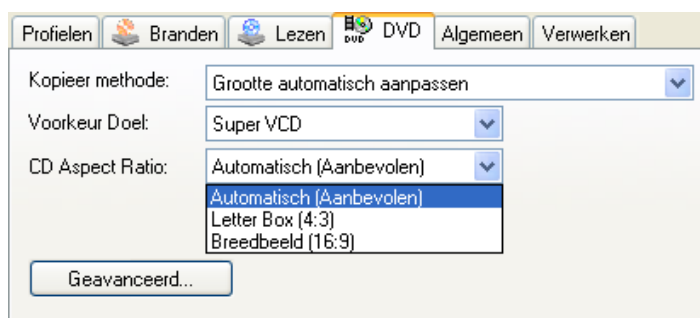 Profielen Branden Lezen DVD DVD Algemeen Verwerken
Kopieer methode: Grootte automatisch aanpassen
Voorkeur Doel: Super VCD
CD Aspect Ratio: Automatisch (Aanbevolen)
Automatisch (Aanbevolen)
Letter Box (4:3)
Breedbeeld (16:9)
Geavanceerd...